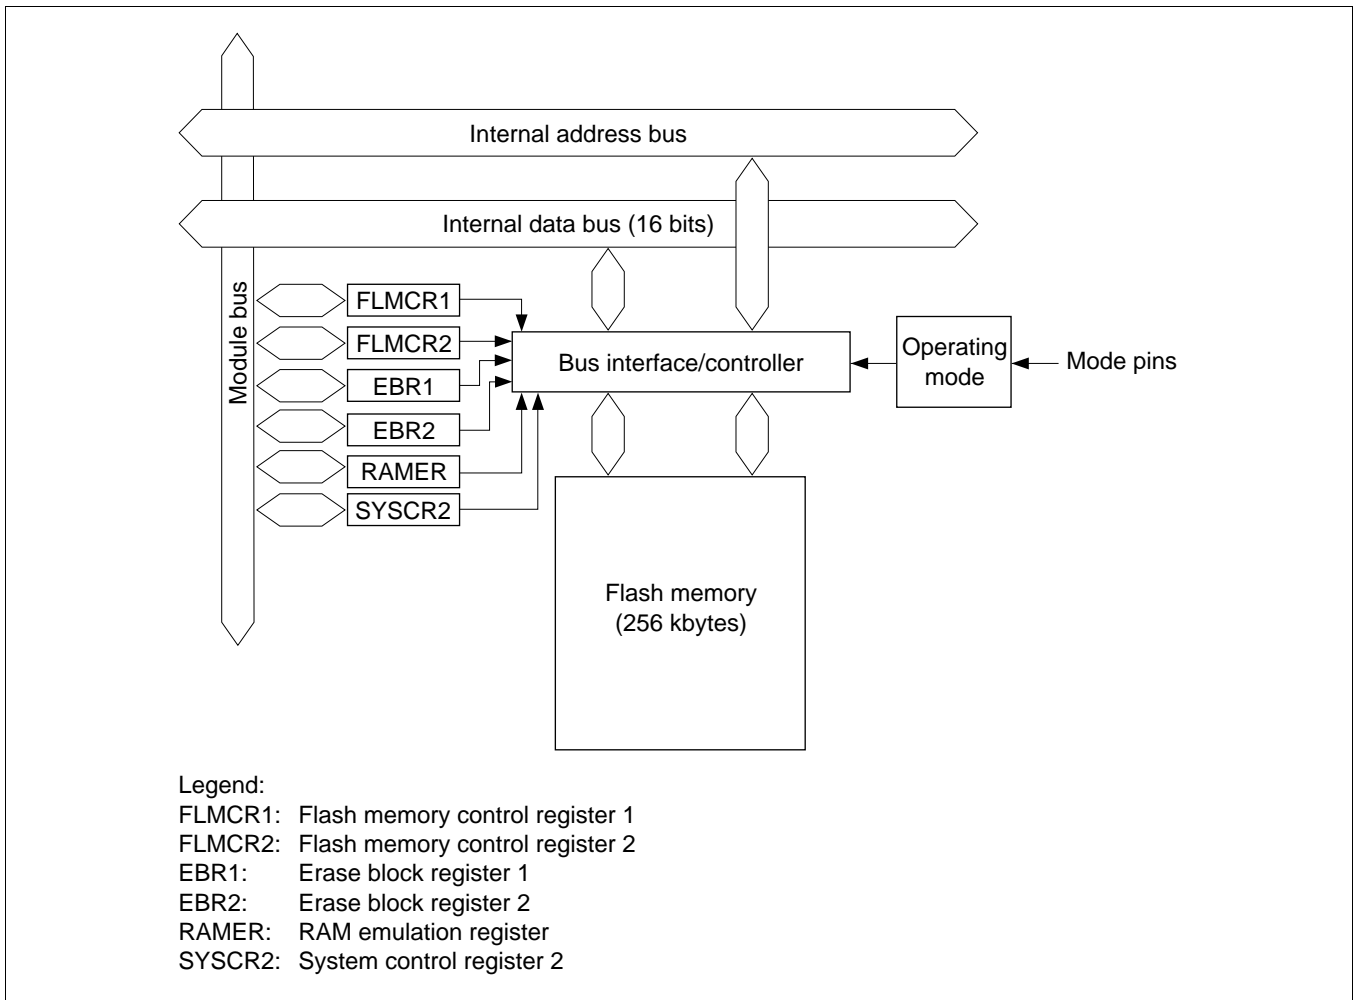 Internal address bus
Internal data bus (16 bits)
Module bus
FLMCR1
FLMCR2
EBR1
EBR2
RAMER
SYSCR2
Bus interface/controller
Operating
mode
Mode pins
Flash memory
(256 kbytes)
Legend:
FLMCR1: Flash memory control register 1
FLMCR2: Flash memory control register 2
EBR1: Erase block register 1
EBR2: Erase block register 2
RAMER: RAM emulation register
SYSCR2: System control register 2